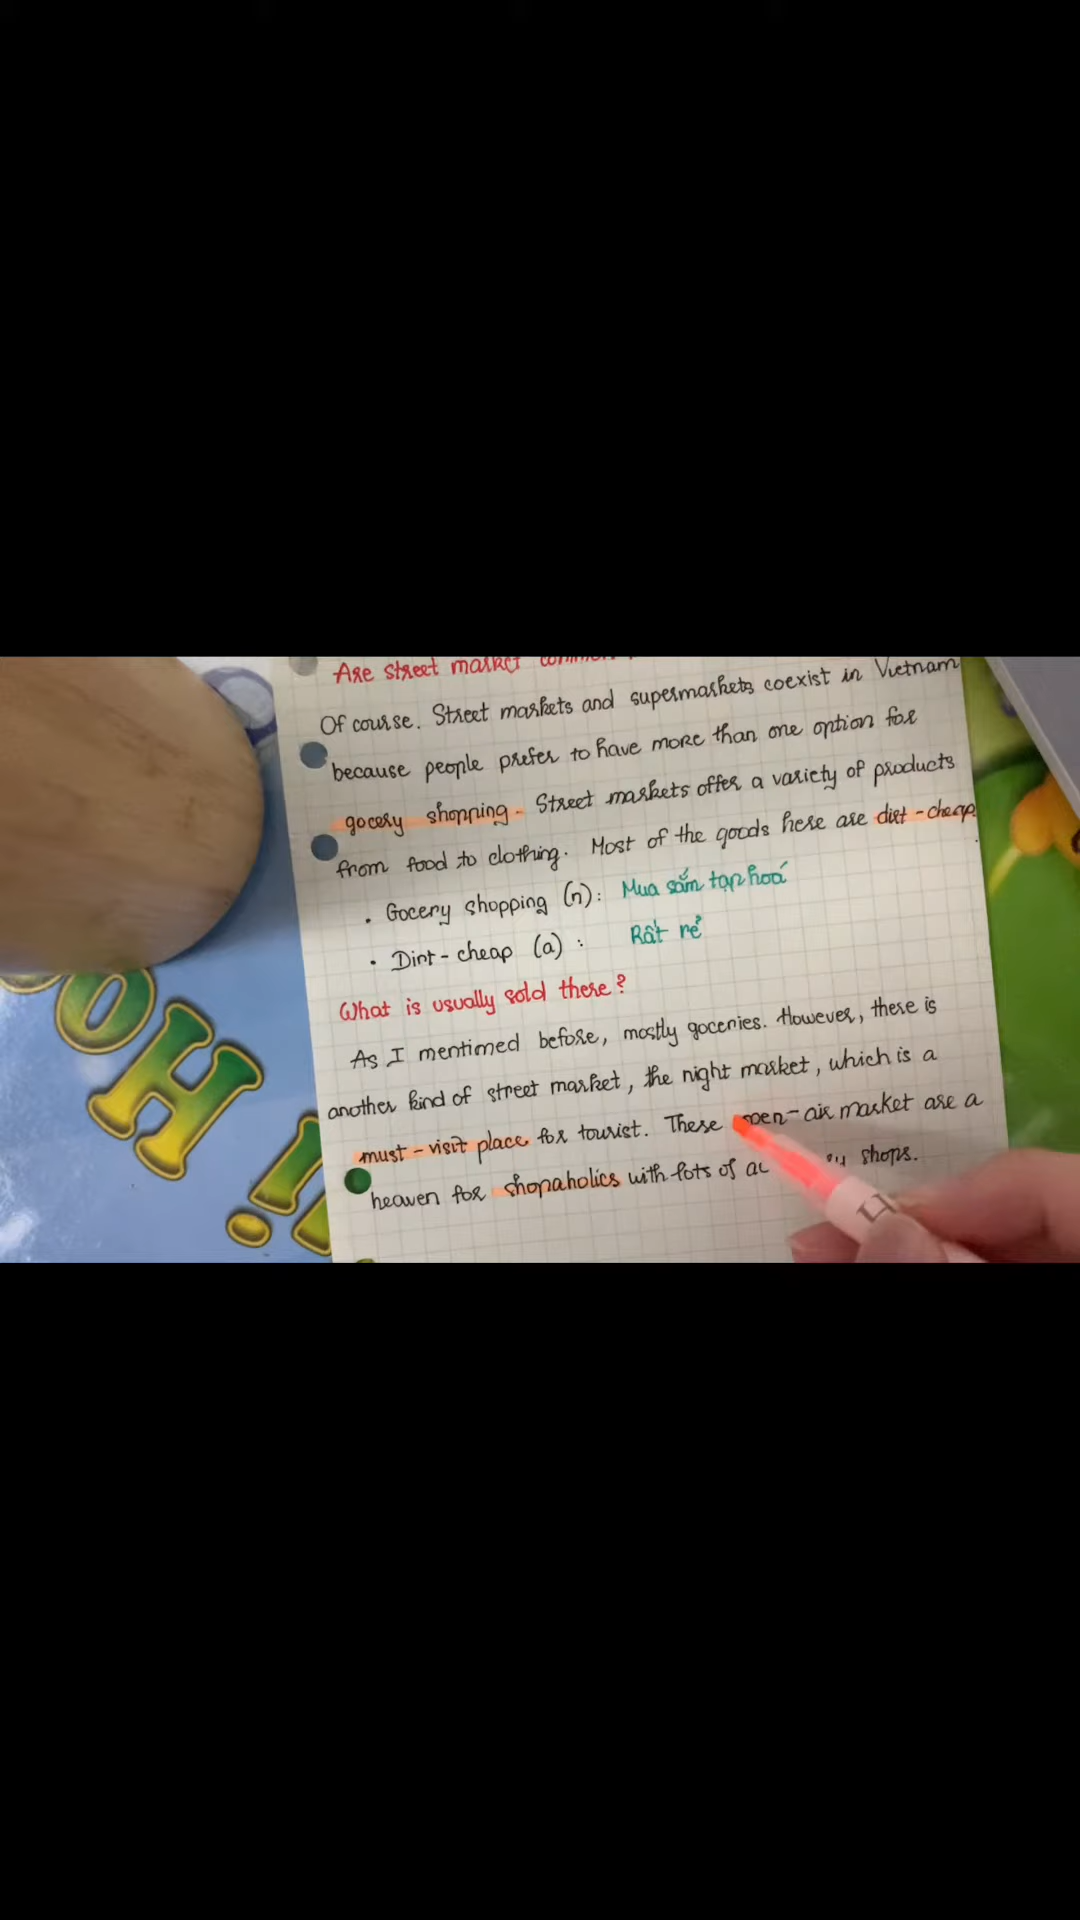 Are street market common
Of course. Street markets and supermarkets coexist in Vietnam
because people prefer to have more than one option for
gocery shopping. Street markets offer a variety of products
from food to clothing. Most of the goods here are dirt-cheap.
• Gocery shopping (n): Mua sắm tạp hoá
• Dirt-cheap (a): Rất rẻ
What is usually sold there?
As I mentimed before, mostly goceries. However, there is
another kind of street market, the night market, which is a
must-visit place for tourist. These open-air market are a
heaven for shopaholics with lots of shops.
HO
!
U